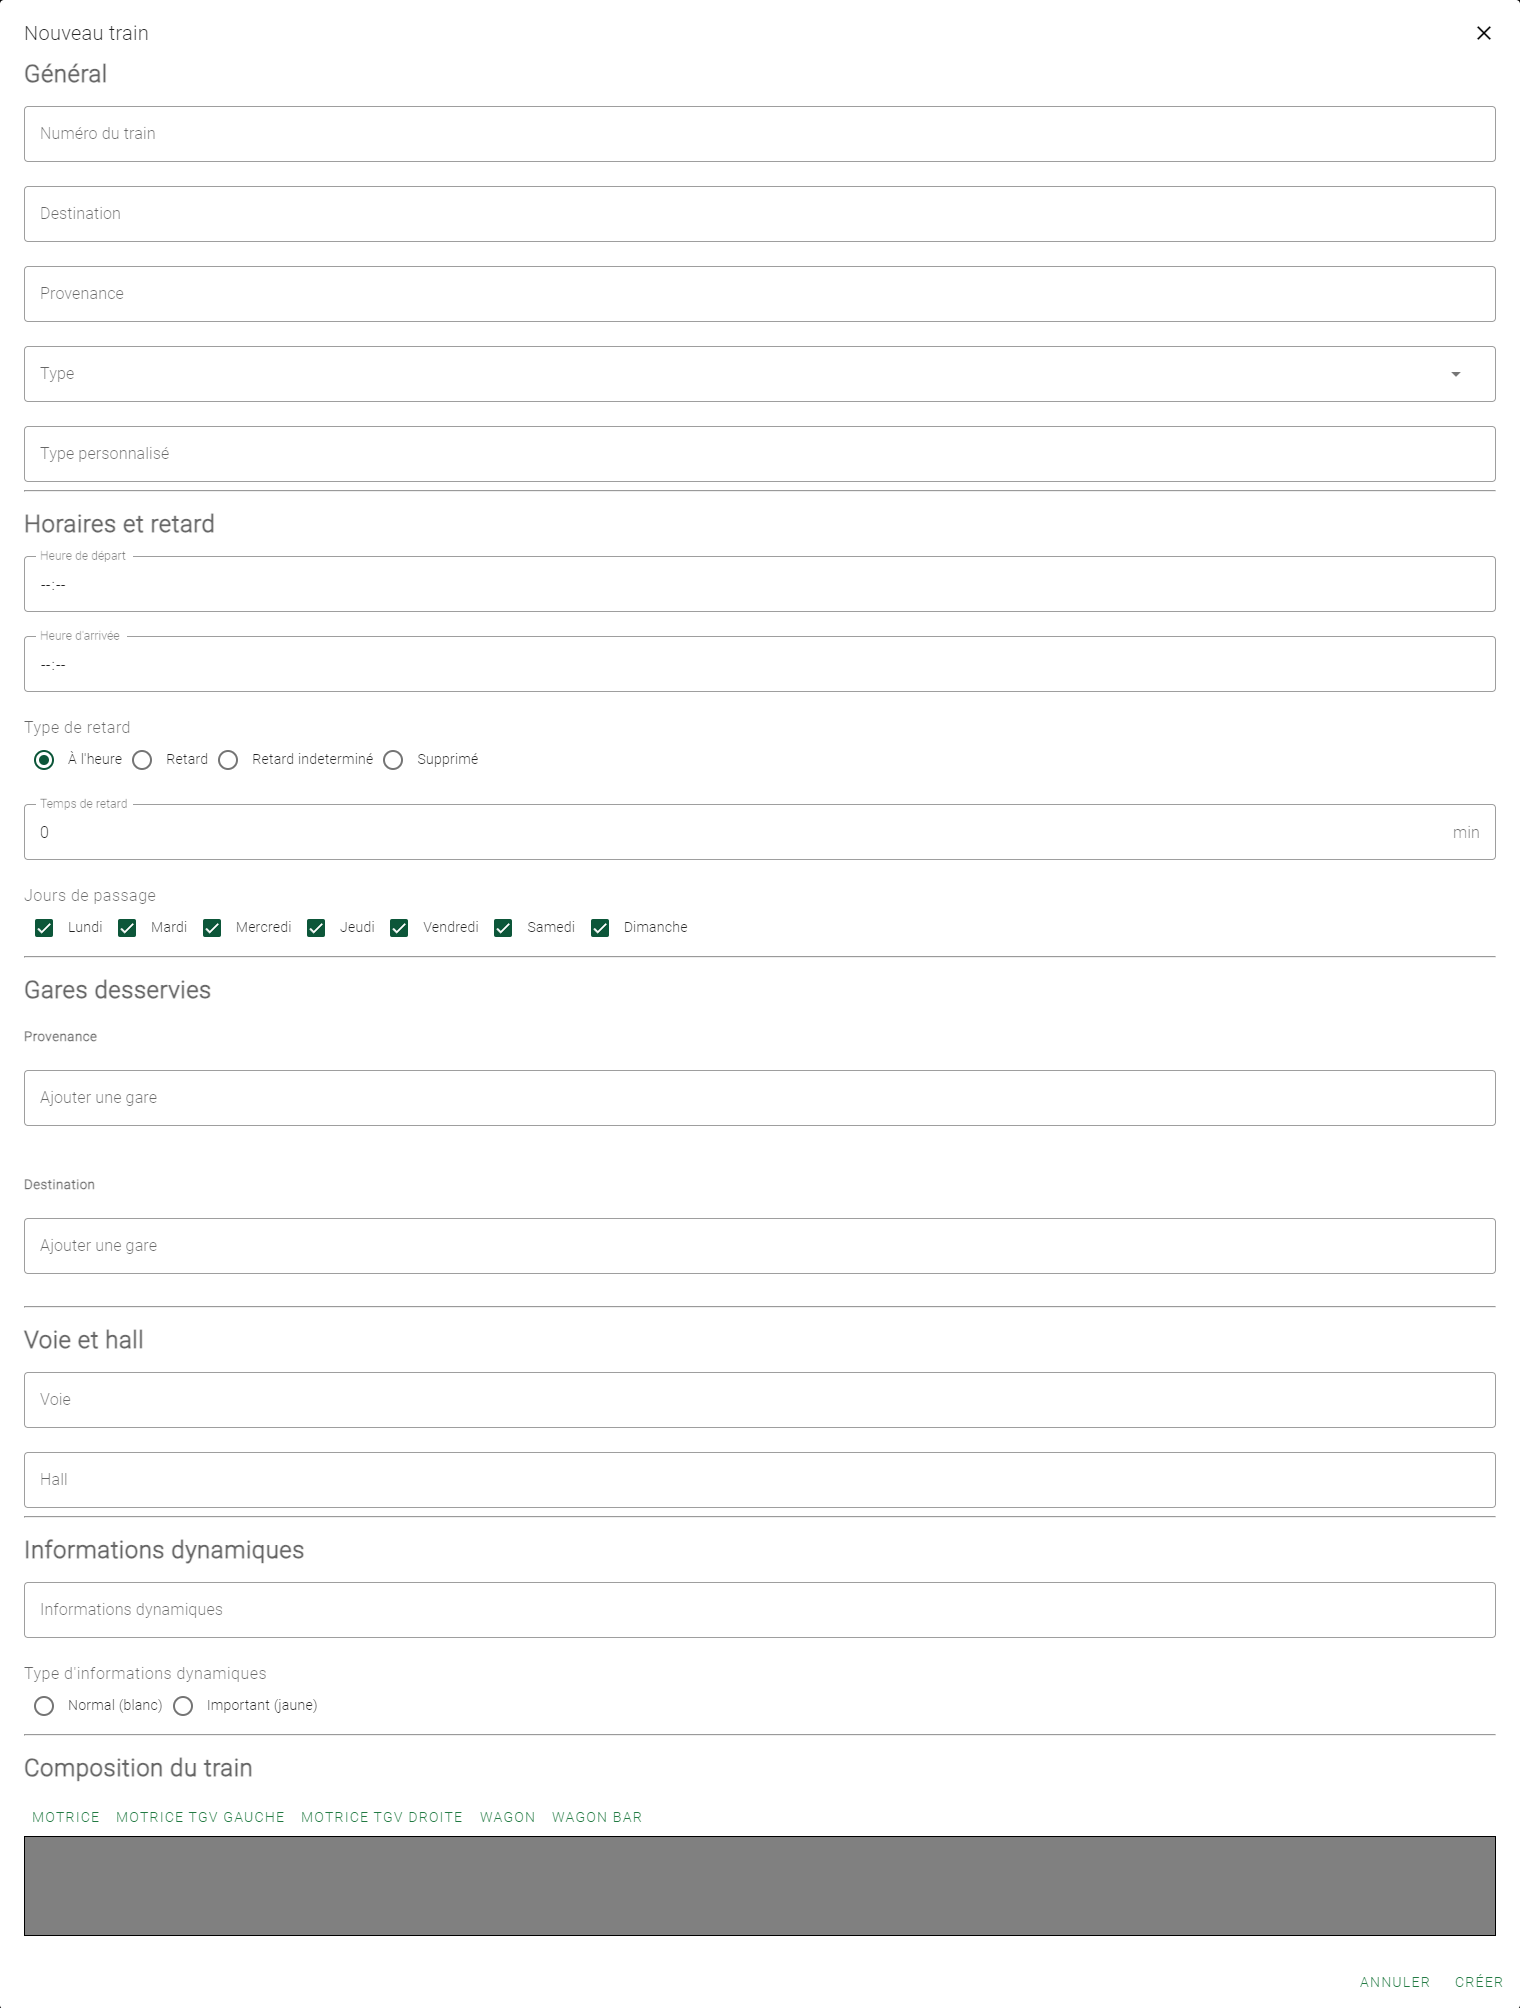 Nouveau train
Général
Numéro du train
Destination
Provenance
Type
Type personnalisé
Horaires et retard
Heure de départ
--:--
Heure d'arrivée
--:--
Type de retard
À l'heure Retard Retard indeterminé Supprimé
Temps de retard
0 min
Jours de passage
Lundi Mardi Mercredi Jeudi Vendredi Samedi Dimanche
Gares desservies
Provenance
Ajouter une gare
Destination
Ajouter une gare
Voie et hall
Voie
Hall
Informations dynamiques
Informations dynamiques
Type d'informations dynamiques
Normal (blanc) Important (jaune)
Composition du train
MOTRICE MOTRICE TGV GAUCHE MOTRICE TGV DROITE WAGON WAGON BAR
ANNULER CRÉER